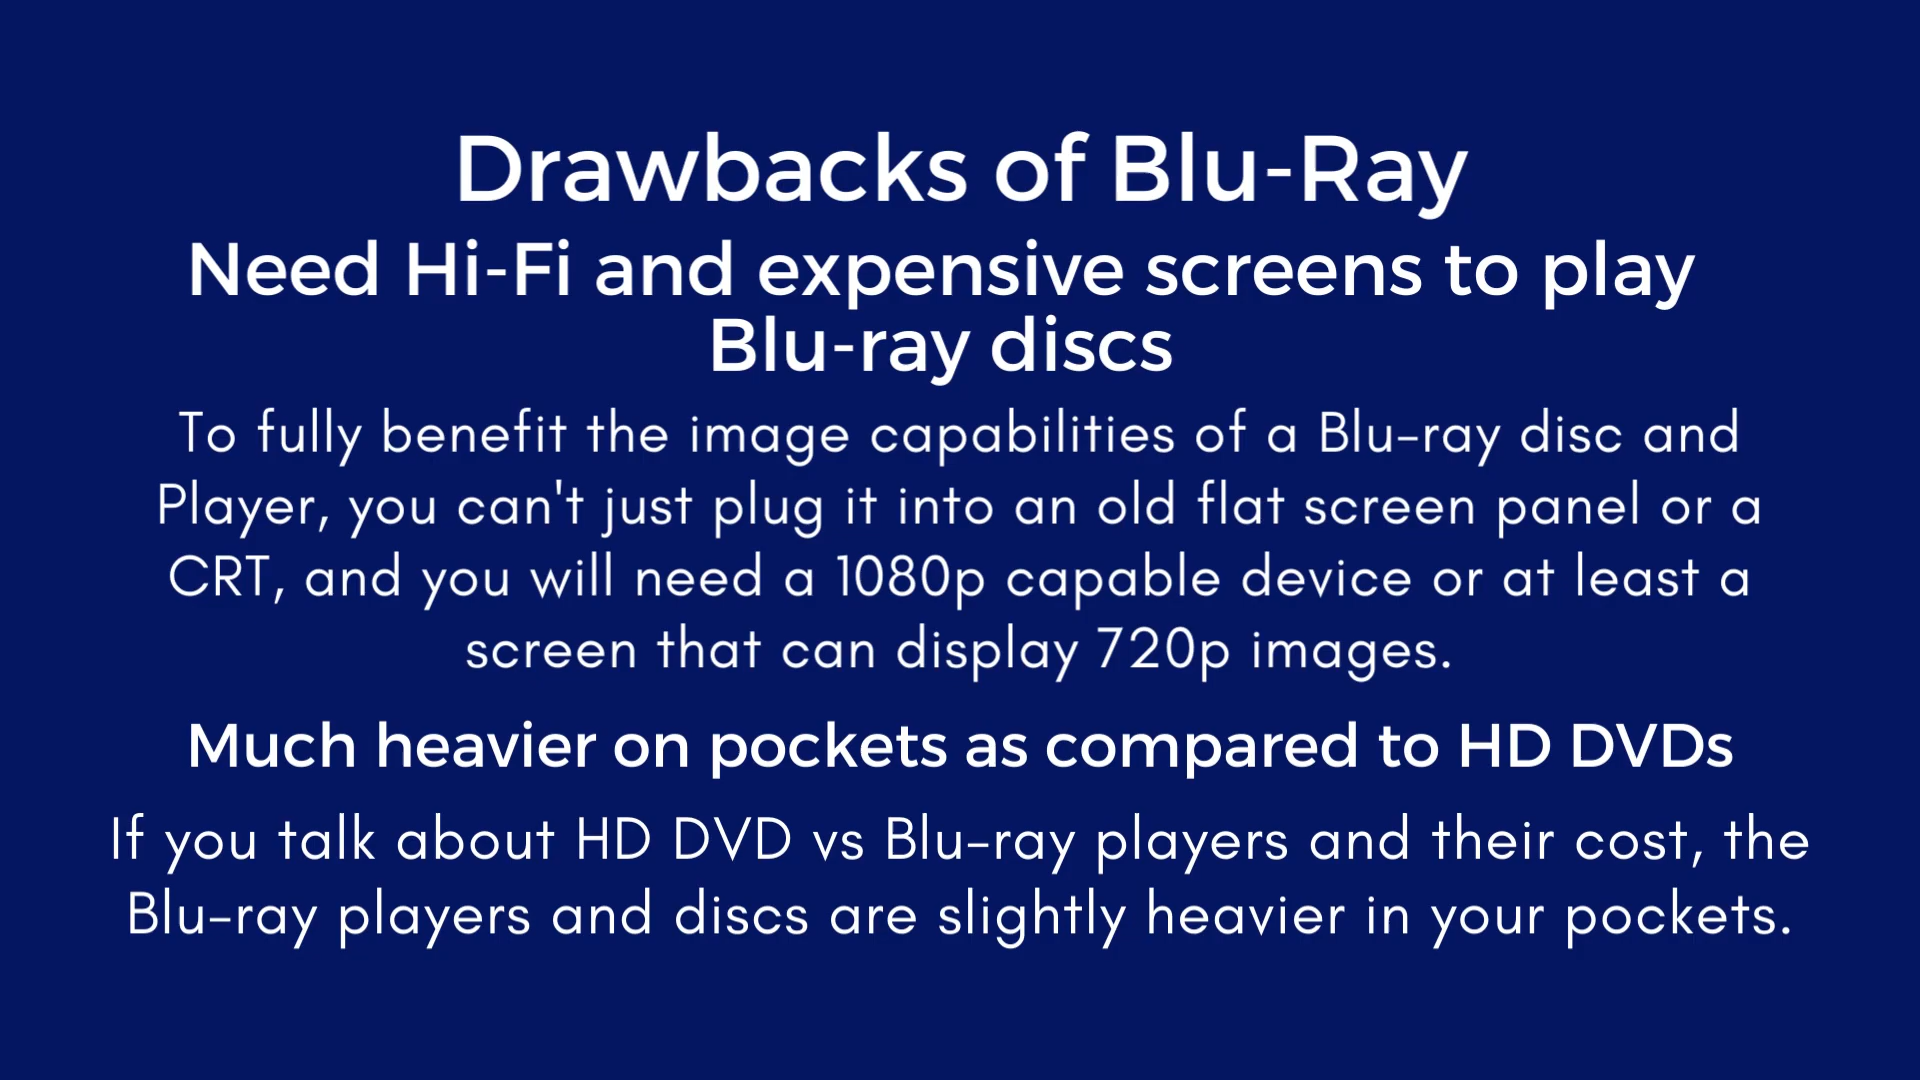 Drawbacks of Blu-Ray
Need Hi-Fi and expensive screens to play
Blu-ray discs
To fully benefit the image capabilities of a Blu-ray disc and
Player, you can't just plug it into an old flat screen panel or a
CRT, and you will need a 1080p capable device or at least a
screen that can display 720p images.
Much heavier on pockets as compared to HD DVDs
If you talk about HD DVD vs Blu-ray players and their cost, the
Blu-ray players and discs are slightly heavier in your pockets.